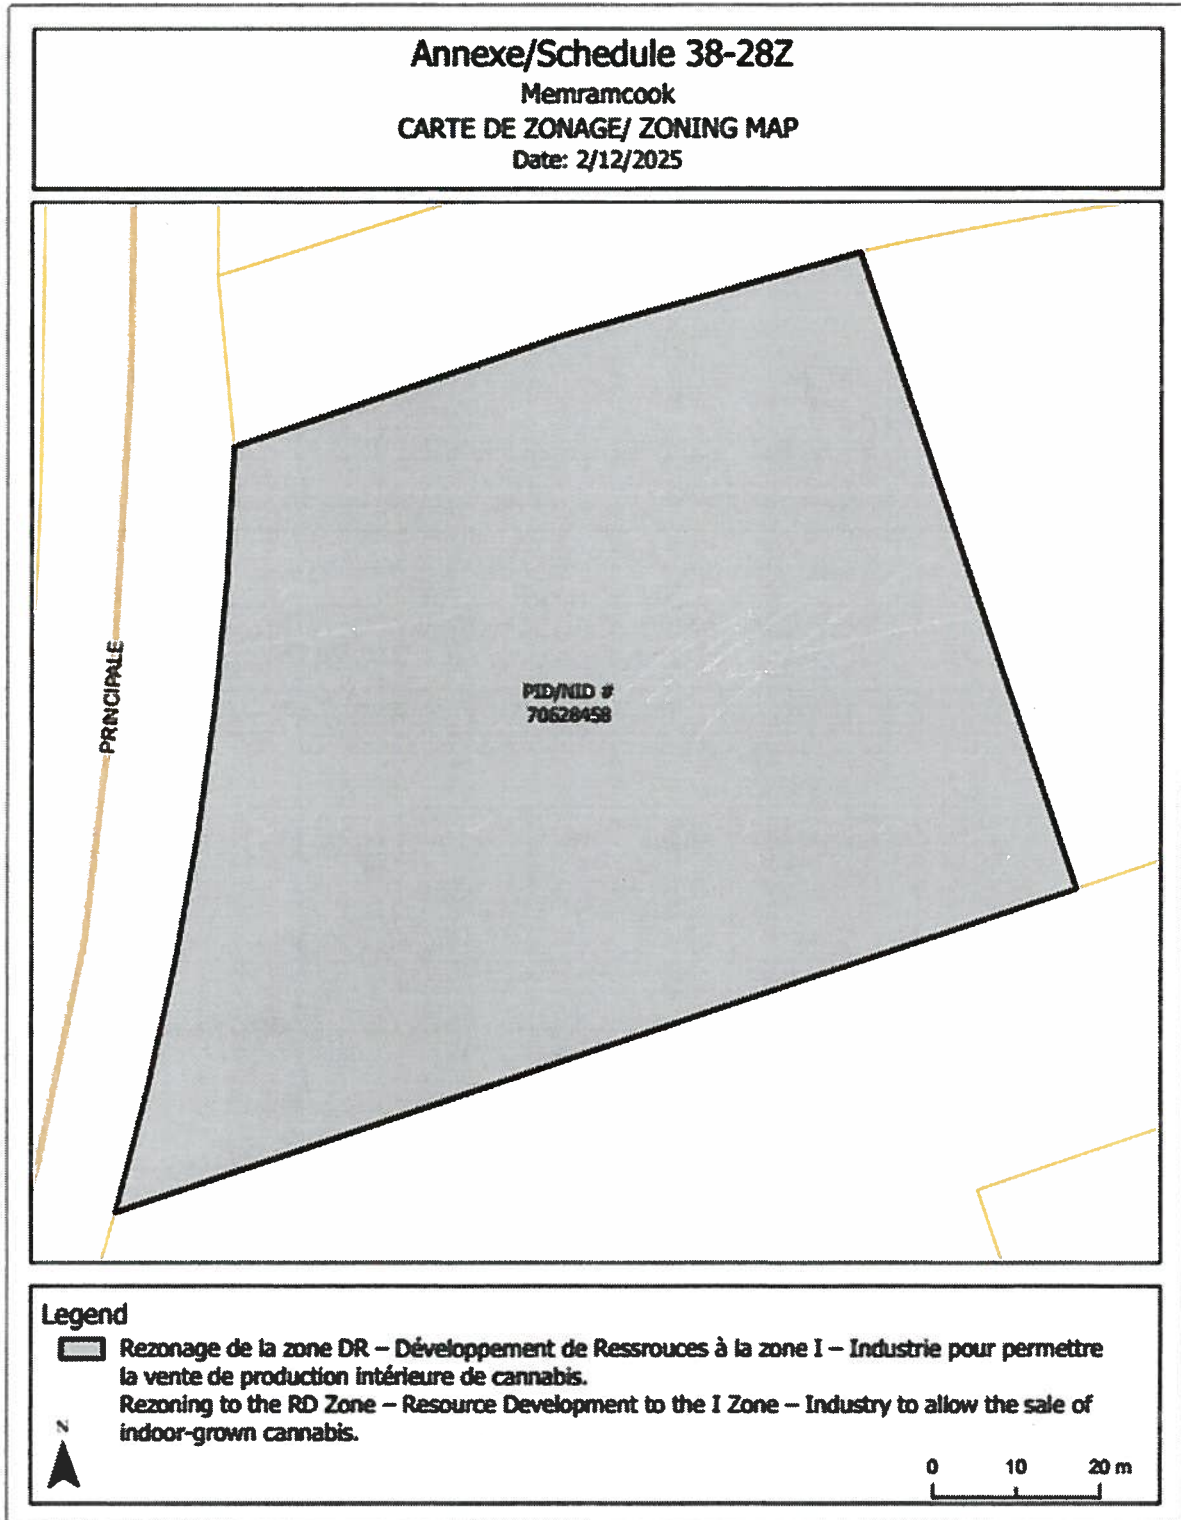 Annexe/Schedule 38-28Z
Memramcook
CARTE DE ZONAGE/ ZONING MAP
Date: 2/12/2025
PRINCIPALE
PID/NID #
70628458
Legend
Rezonage de la zone DR – Développement de Ressrouces à la zone I – Industrie pour permettre
la vente de production intérieure de cannabis.
Rezoning to the RD Zone – Resource Development to the I Zone – Industry to allow the sale of
indoor-grown cannabis.
N
0 10 20 m